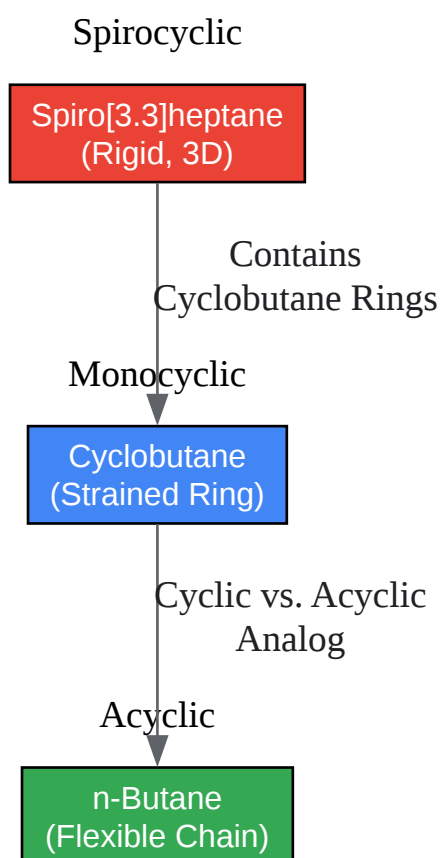 Spirocyclic
Spiro[3.3]heptane
(Rigid, 3D)
Contains
Cyclobutane Rings
Monocyclic
Cyclobutane
(Strained Ring)
Cyclic vs. Acyclic
Analog
Acyclic
n-Butane
(Flexible Chain)